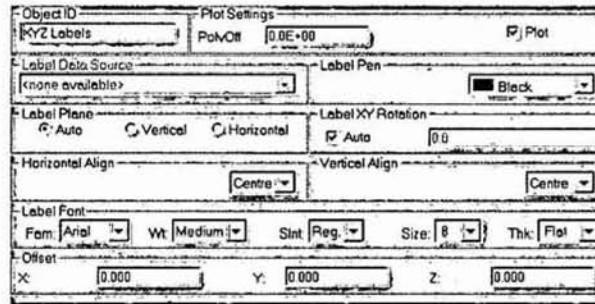 Object ID Plot Settings
XYZ Labels PolyOff 0.0E+00 Plot
Label Data Source Label Pen
<none available> Black
Label Plane Label XY Rotation
Auto Vertical Horizontal Auto 0.0
Horizontal Align Vertical Align
Centre Centre
Label Font
Fam: Arial Wt: Medium Slnt: Reg. Size: 8 Thk: Flat
Offset
X: 0.000 Y: 0.000 Z: 0.000